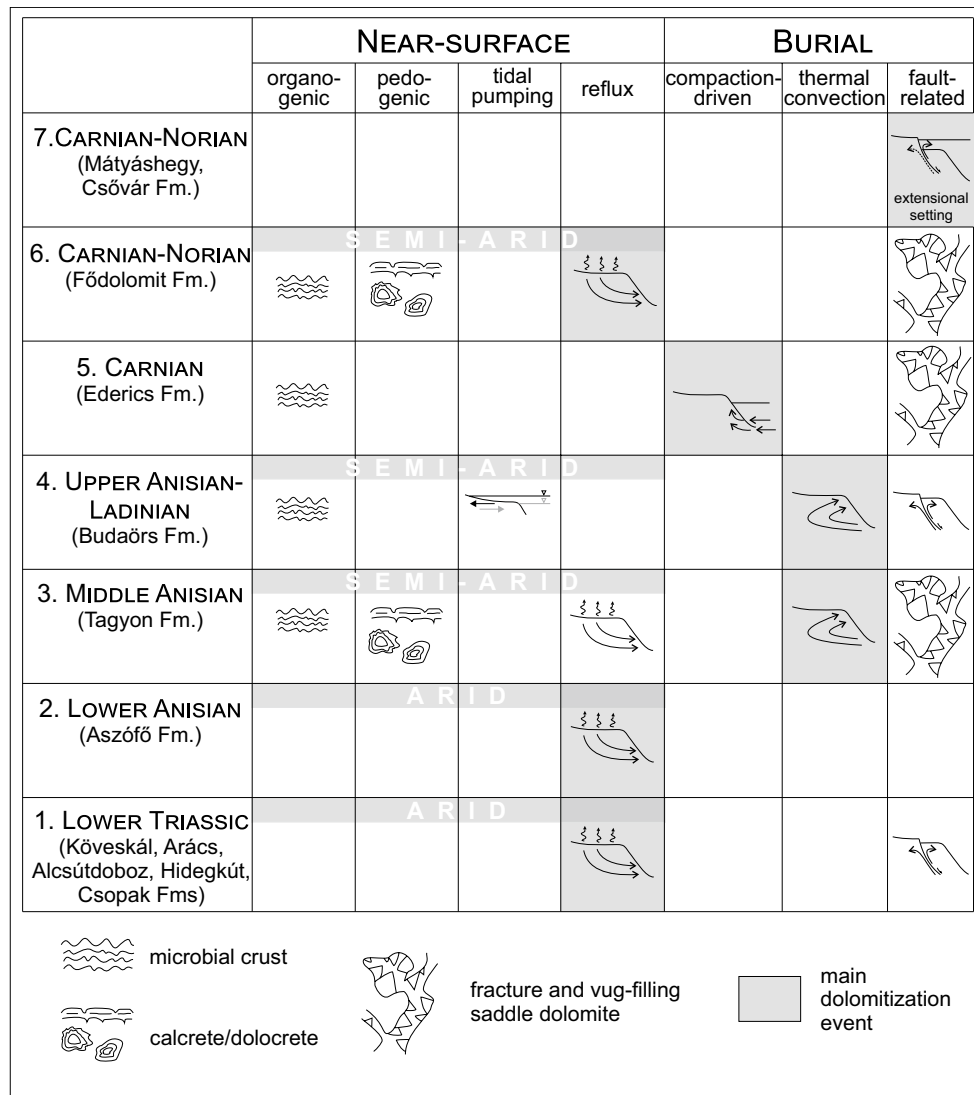 NEAR-SURFACE BURIAL
organo-
genic
pedo-
genic
tidal
pumping
reflux
compaction-
driven
thermal
convection
fault-
related
7.CARNIAN-NORIAN
(Mátyáshegy,
Csővár Fm.)
extensional
setting
SEMI-ARID
6. CARNIAN-NORIAN
(Fődolomit Fm.)
5. CARNIAN
(Ederics Fm.)
SEMI-ARID
4. UPPER ANISIAN-
LADINIAN
(Budaörs Fm.)
SEMI-ARID
3. MIDDLE ANISIAN
(Tagyon Fm.)
ARID
2. LOWER ANISIAN
(Aszófő Fm.)
ARID
1. LOWER TRIASSIC
(Köveskál, Arács,
Alcsútdoboz, Hidegkút,
Csopak Fms)
microbial crust
calcrete/dolocrete
fracture and vug-filling
saddle dolomite
main
dolomitization
event